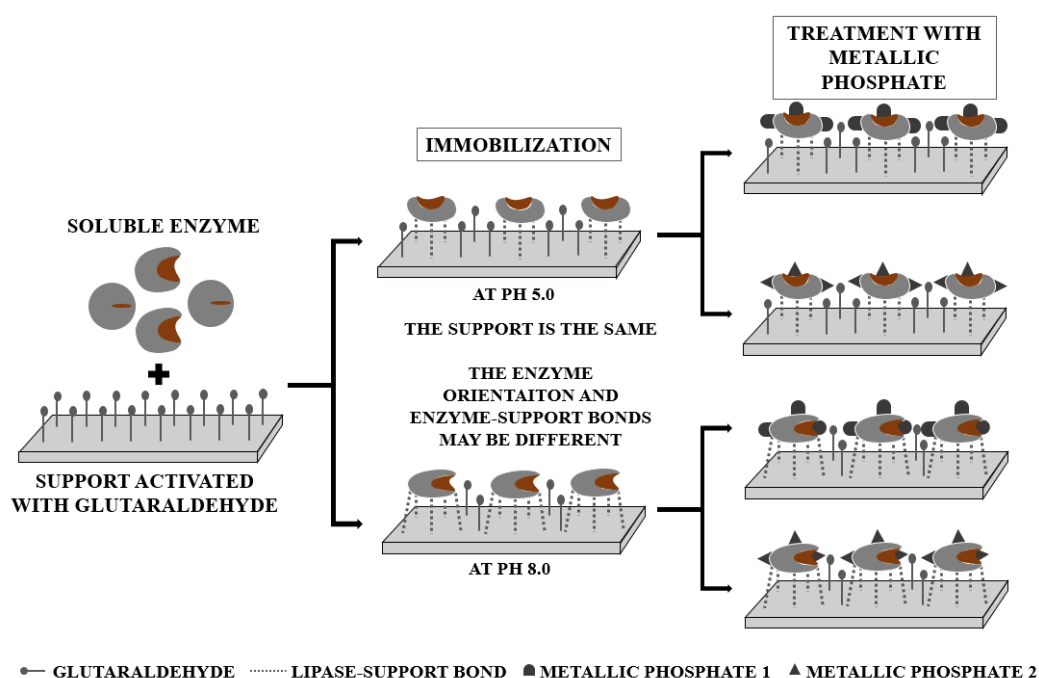 TREATMENT WITH
METALLIC
PHOSPHATE
IMMOBILIZATION
SOLUBLE ENZYME
AT PH 5.0
THE SUPPORT IS THE SAME
THE ENZYME
ORIENTAITON AND
ENZYME-SUPPORT BONDS
MAY BE DIFFERENT
SUPPORT ACTIVATED
WITH GLUTARALDEHYDE
AT PH 8.0
GLUTARALDEHYDE LIPASE-SUPPORT BOND METALLIC PHOSPHATE 1 METALLIC PHOSPHATE 2